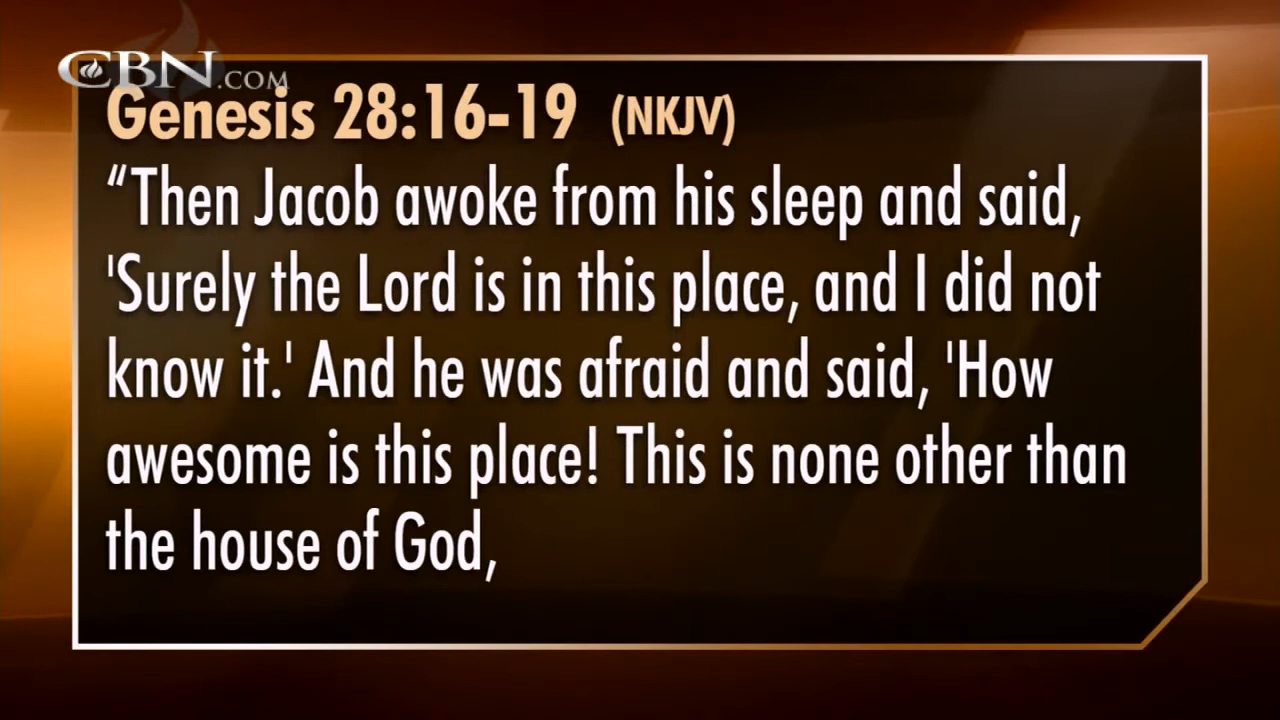 CBN.COM
Genesis 28:16-19 (NKJV)
“Then Jacob awoke from his sleep and said,
'Surely the Lord is in this place, and I did not
know it.' And he was afraid and said, 'How
awesome is this place! This is none other than
the house of God,